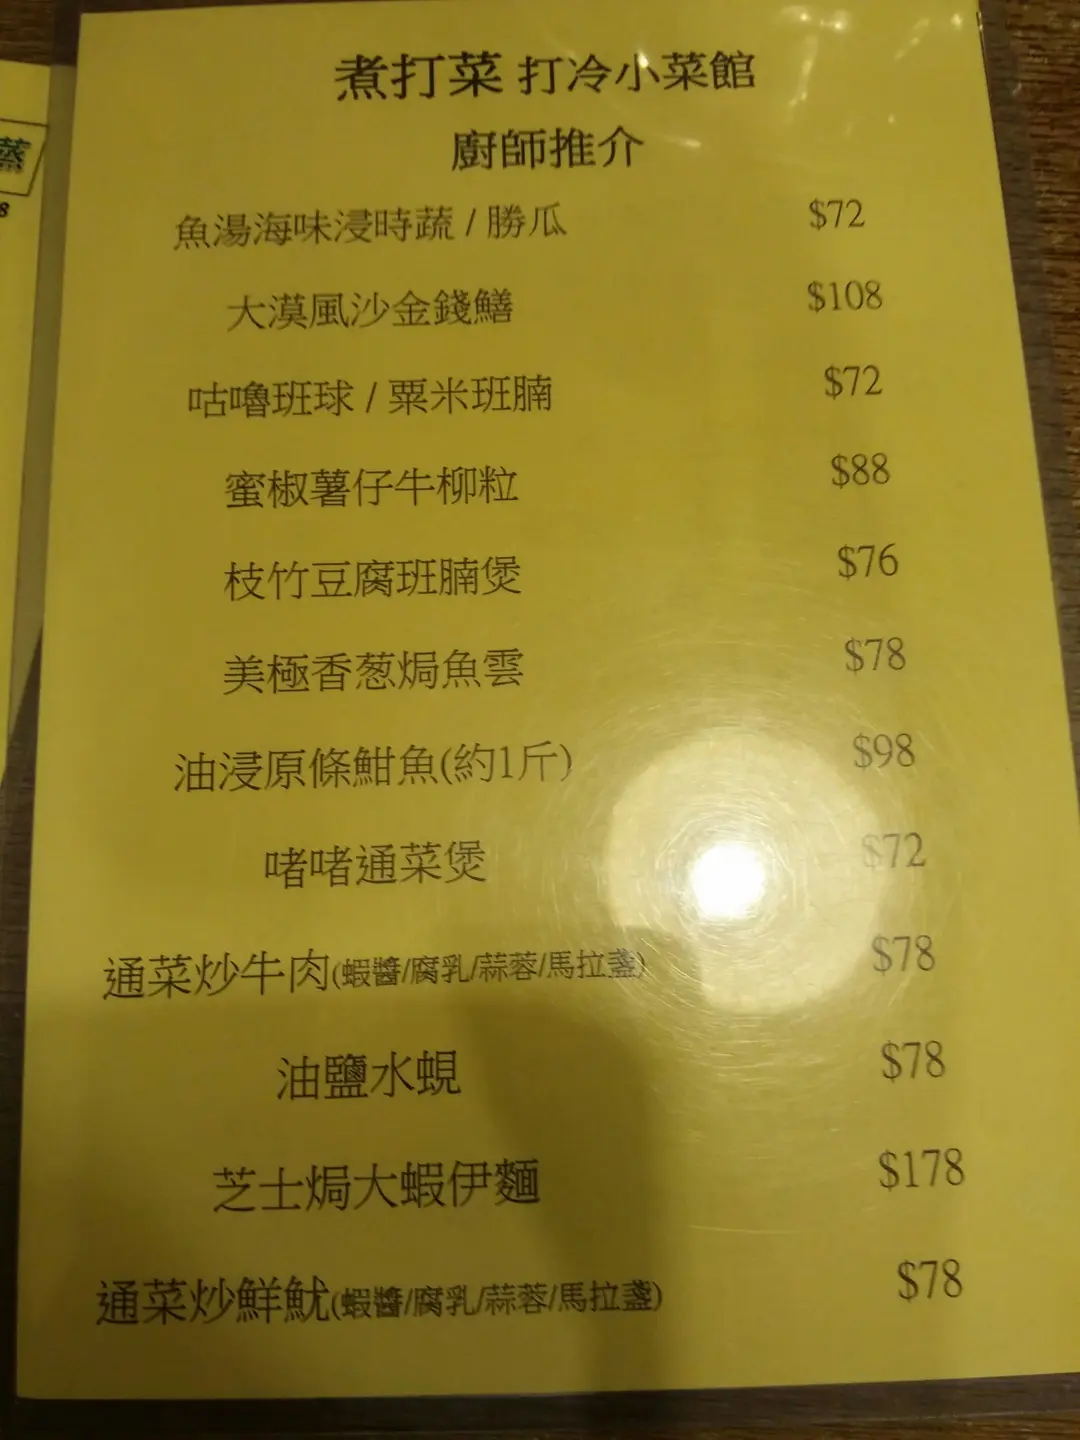 煮打菜 打冷小菜館
廚師推介
魚湯海味浸時蔬 / 勝瓜 $72
大漠風沙金錢鱔 $108
咕嚕班球 / 粟米班腩 $72
蜜椒薯仔牛柳粒 $88
枝竹豆腐班腩煲 $76
美極香葱焗魚雲 $78
油浸原條魽魚(約1斤) $98
啫啫通菜煲 $72
通菜炒牛肉(蝦醬/腐乳/蒜蓉/馬拉盞) $78
油鹽水蜆 $78
芝士焗大蝦伊麵 $178
通菜炒鮮魷(蝦醬/腐乳/蒜蓉/馬拉盞) $78
蒸
8